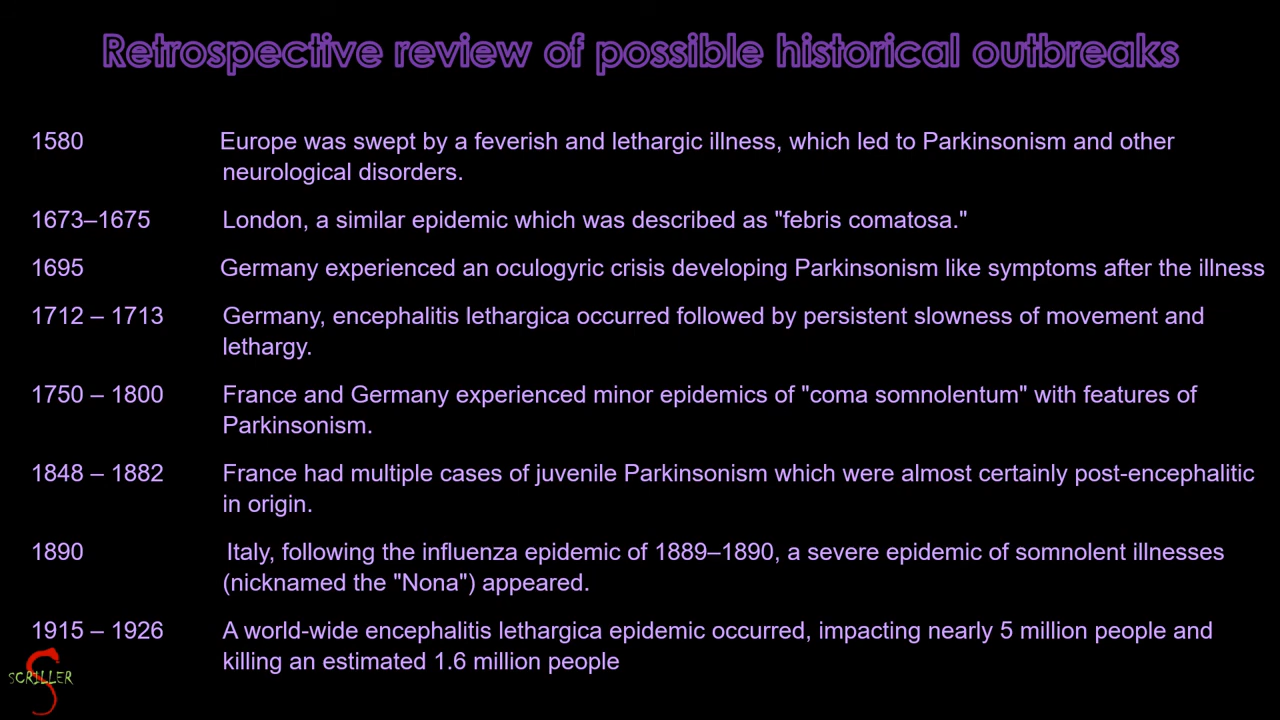 Retrospective review of possible historical outbreaks
1580 Europe was swept by a feverish and lethargic illness, which led to Parkinsonism and other
neurological disorders.
1673–1675 London, a similar epidemic which was described as "febris comatosa."
1695 Germany experienced an oculogyric crisis developing Parkinsonism like symptoms after the illness
1712 – 1713 Germany, encephalitis lethargica occurred followed by persistent slowness of movement and
lethargy.
1750 – 1800 France and Germany experienced minor epidemics of "coma somnolentum" with features of
Parkinsonism.
1848 – 1882 France had multiple cases of juvenile Parkinsonism which were almost certainly post-encephalitic
in origin.
1890 Italy, following the influenza epidemic of 1889–1890, a severe epidemic of somnolent illnesses
(nicknamed the "Nona") appeared.
1915 – 1926 A world-wide encephalitis lethargica epidemic occurred, impacting nearly 5 million people and
killing an estimated 1.6 million people
S
SCRILLER